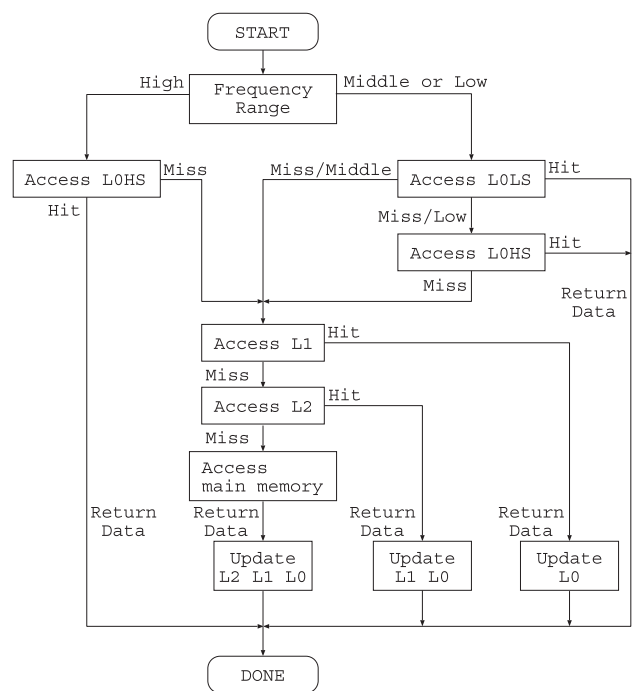 START
High
Middle or Low
Frequency
Range
Access L0HS
Miss
Miss/Middle
Access L0LS
Hit
Hit
Miss/Low
Access L0HS
Hit
Miss
Return
Data
Access L1
Hit
Miss
Access L2
Hit
Miss
Access
main memory
Return
Data
Return
Data
Return
Data
Return
Data
Update
L2 L1 L0
Update
L1 L0
Update
L0
DONE